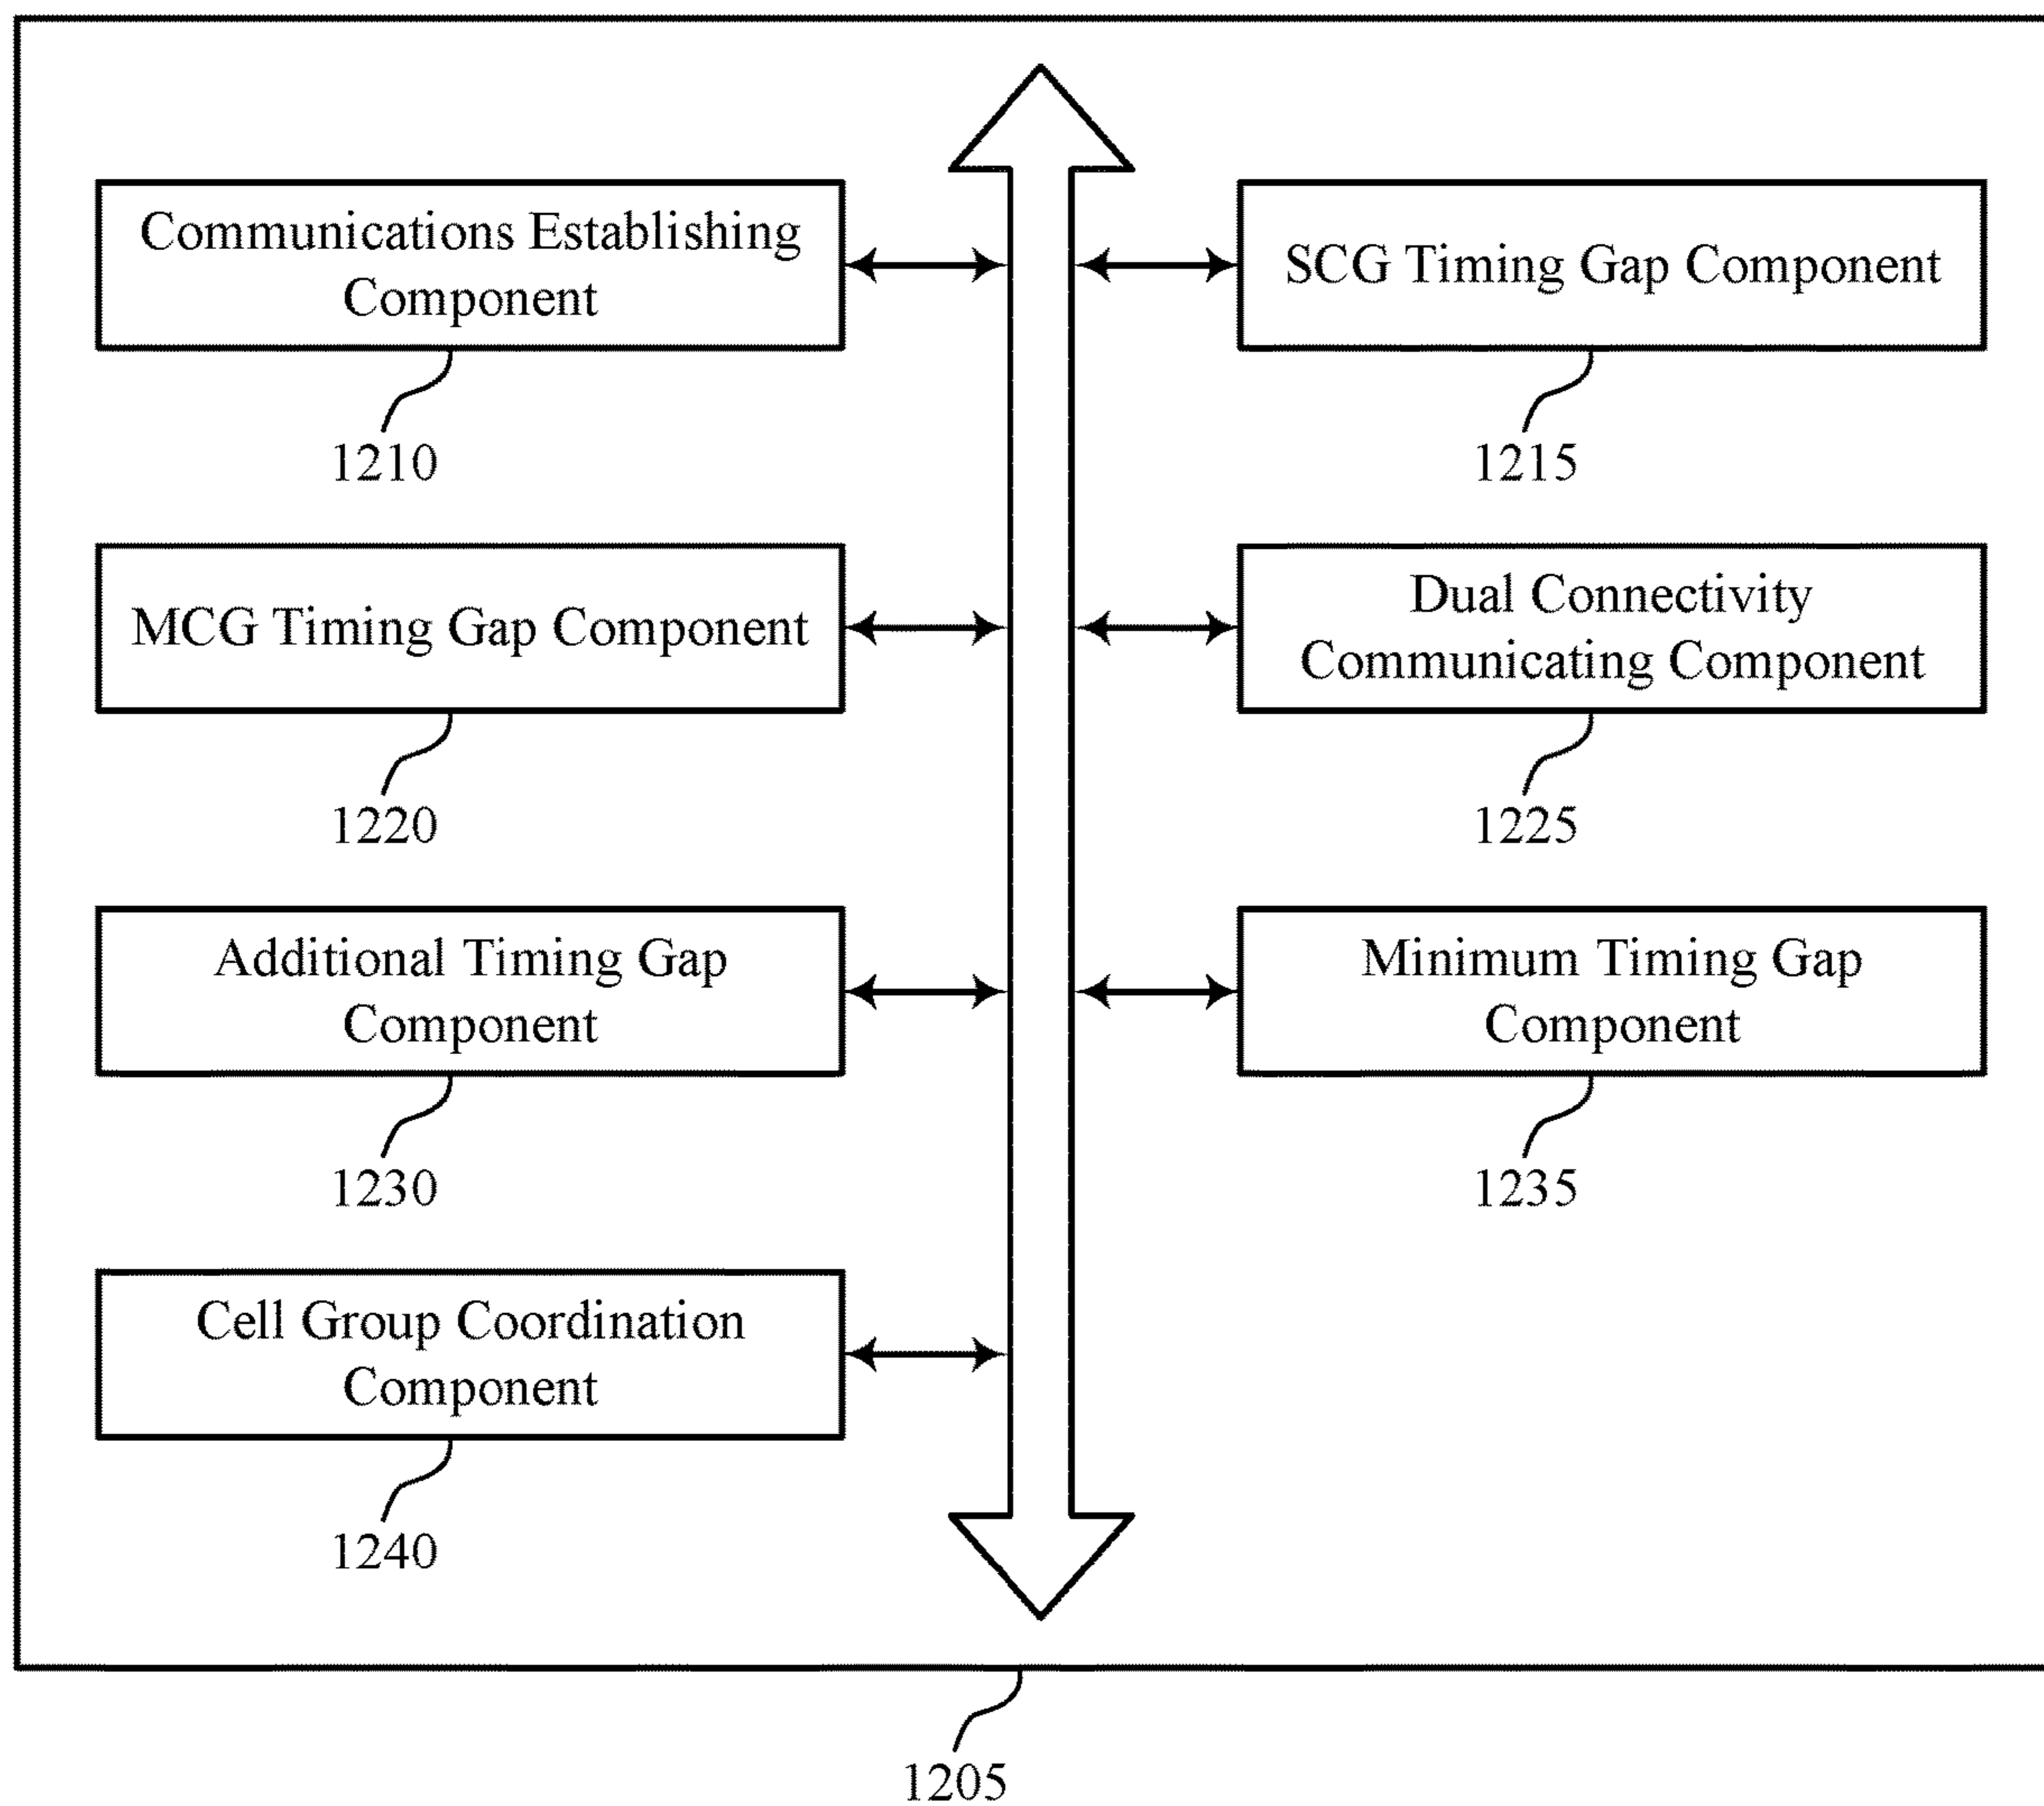 Communications Establishing
Component
1210
SCG Timing Gap Component
1215
MCG Timing Gap Component
1220
Dual Connectivity
Communicating Component
1225
Additional Timing Gap
Component
1230
Minimum Timing Gap
Component
1235
Cell Group Coordination
Component
1240
1205